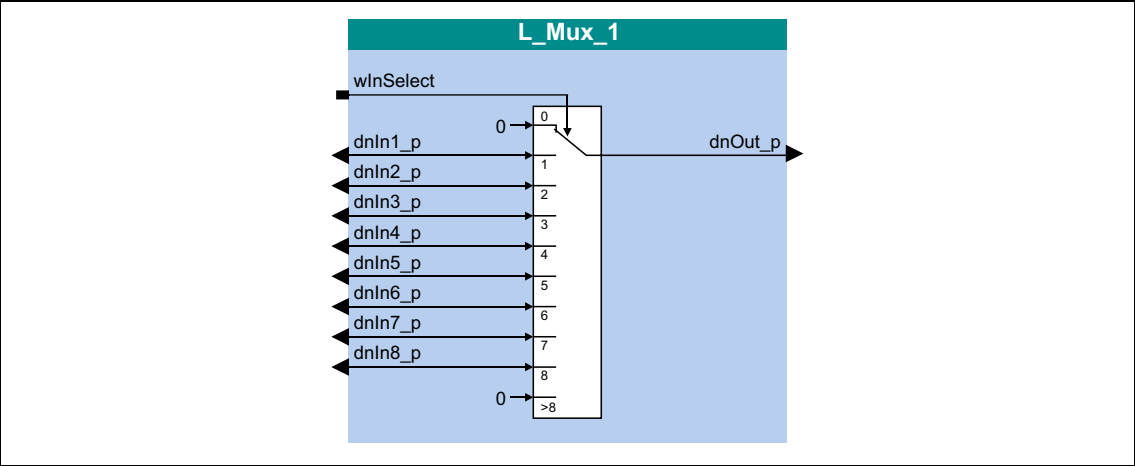 L_Mux_1
wInSelect
0
0
dnIn1_p
dnOut_p
1
dnIn2_p
2
dnIn3_p
3
dnIn4_p
4
dnIn5_p
5
dnIn6_p
6
dnIn7_p
7
dnIn8_p
8
0
>8